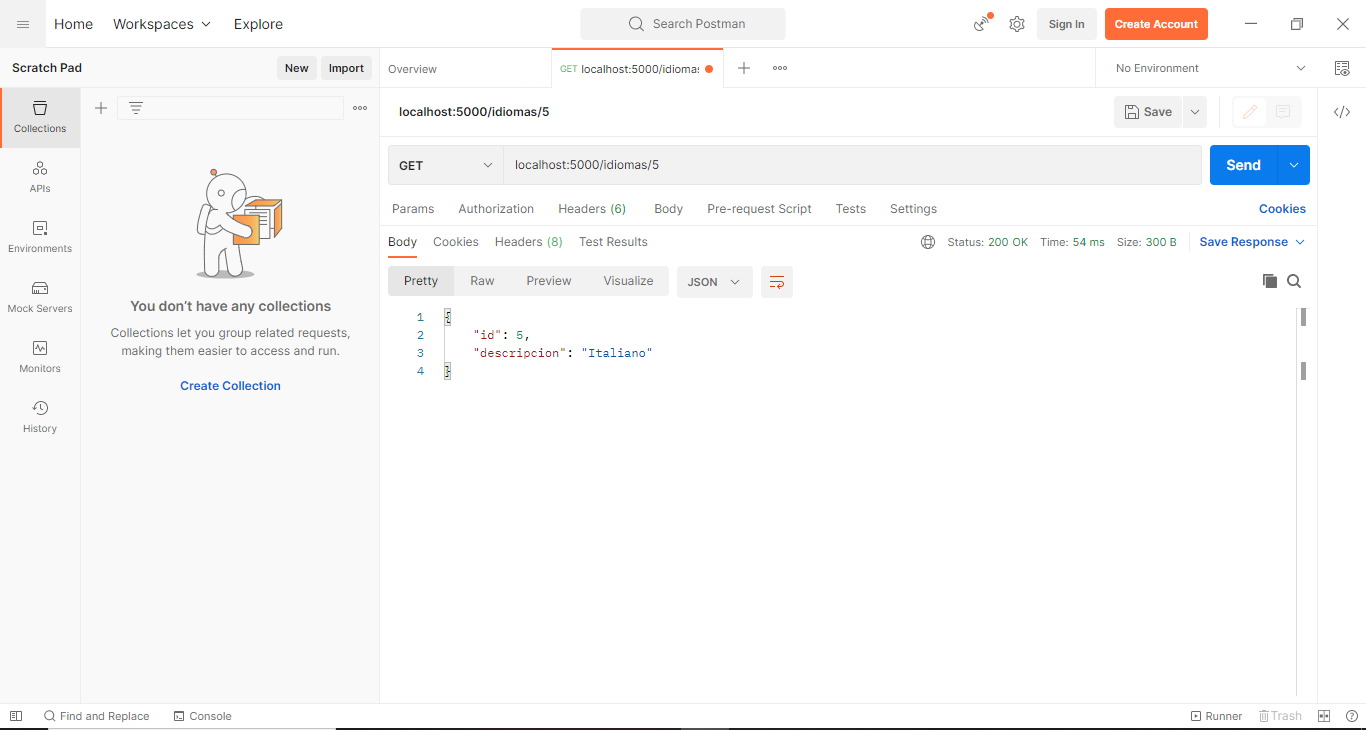 Home Workspaces Explore Search Postman Sign In Create Account
Scratch Pad New Import
Overview GET localhost:5000/idiomas No Environment
Collections
APIs
Environments
Mock Servers
Monitors
History
You don't have any collections
Collections let you group related requests,
making them easier to access and run.
Create Collection
localhost:5000/idiomas/5 Save
GET localhost:5000/idiomas/5 Send
Params Authorization Headers (6) Body Pre-request Script Tests Settings Cookies
Body Cookies Headers (8) Test Results Status: 200 OK Time: 54 ms Size: 300 B Save Response
Pretty Raw Preview Visualize JSON
1 {
2 "id": 5,
3 "descripcion": "Italiano"
4 }
Find and Replace Console Runner Trash